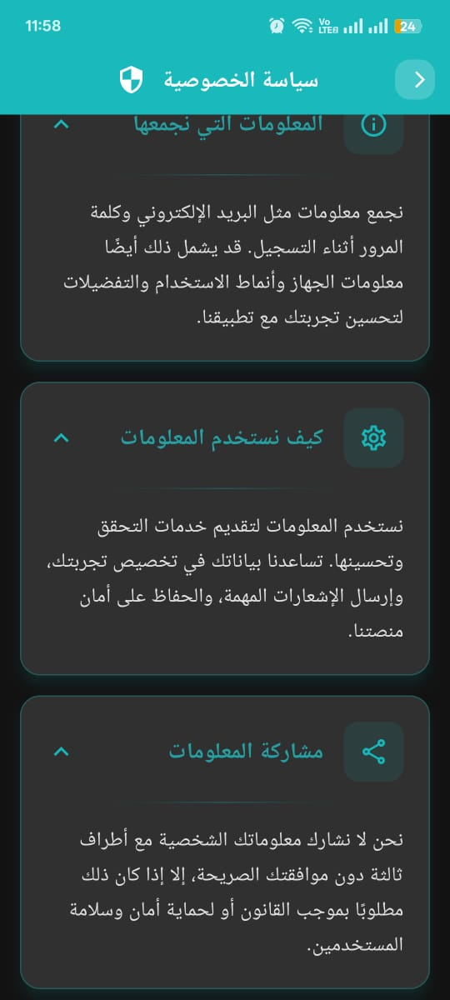 11:58
Vo
LTE
24
سياسة الخصوصية
المعلومات التي نجمعها
نجمع معلومات مثل البريد الإلكتروني وكلمة
المرور أثناء التسجيل. قد يشمل ذلك أيضًا
معلومات الجهاز وأنماط الاستخدام والتفضيلات
لتحسين تجربتك مع تطبيقنا.
كيف نستخدم المعلومات
نستخدم المعلومات لتقديم خدمات التحقق
وتحسينها. تساعدنا بياناتك في تخصيص تجربتك،
وإرسال الإشعارات المهمة، والحفاظ على أمان
منصتنا.
مشاركة المعلومات
نحن لا نشارك معلوماتك الشخصية مع أطراف
ثالثة دون موافقتك الصريحة، إلا إذا كان ذلك
مطلوبًا بموجب القانون أو لحماية أمان وسلامة
المستخدمين.